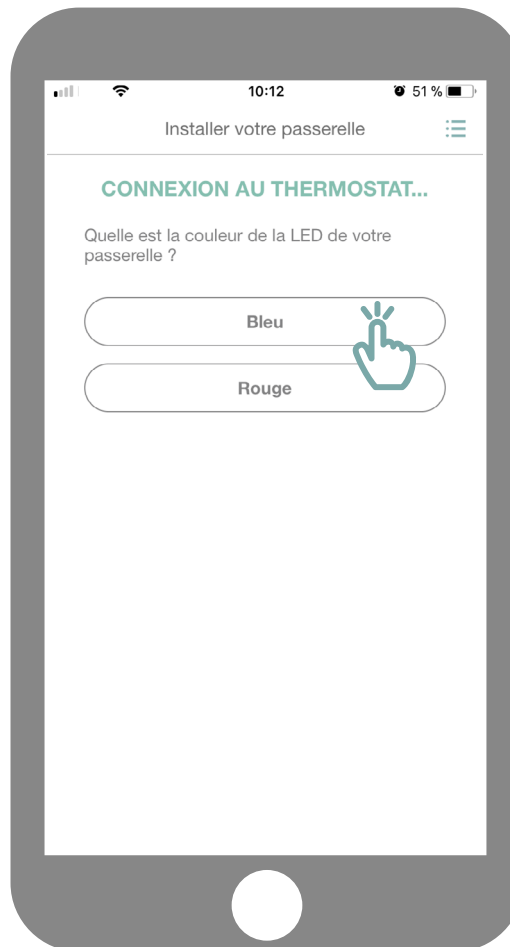 10:12 51 %
Installer votre passerelle
CONNEXION AU THERMOSTAT...
Quelle est la couleur de la LED de votre
passerelle ?
Bleu
Rouge